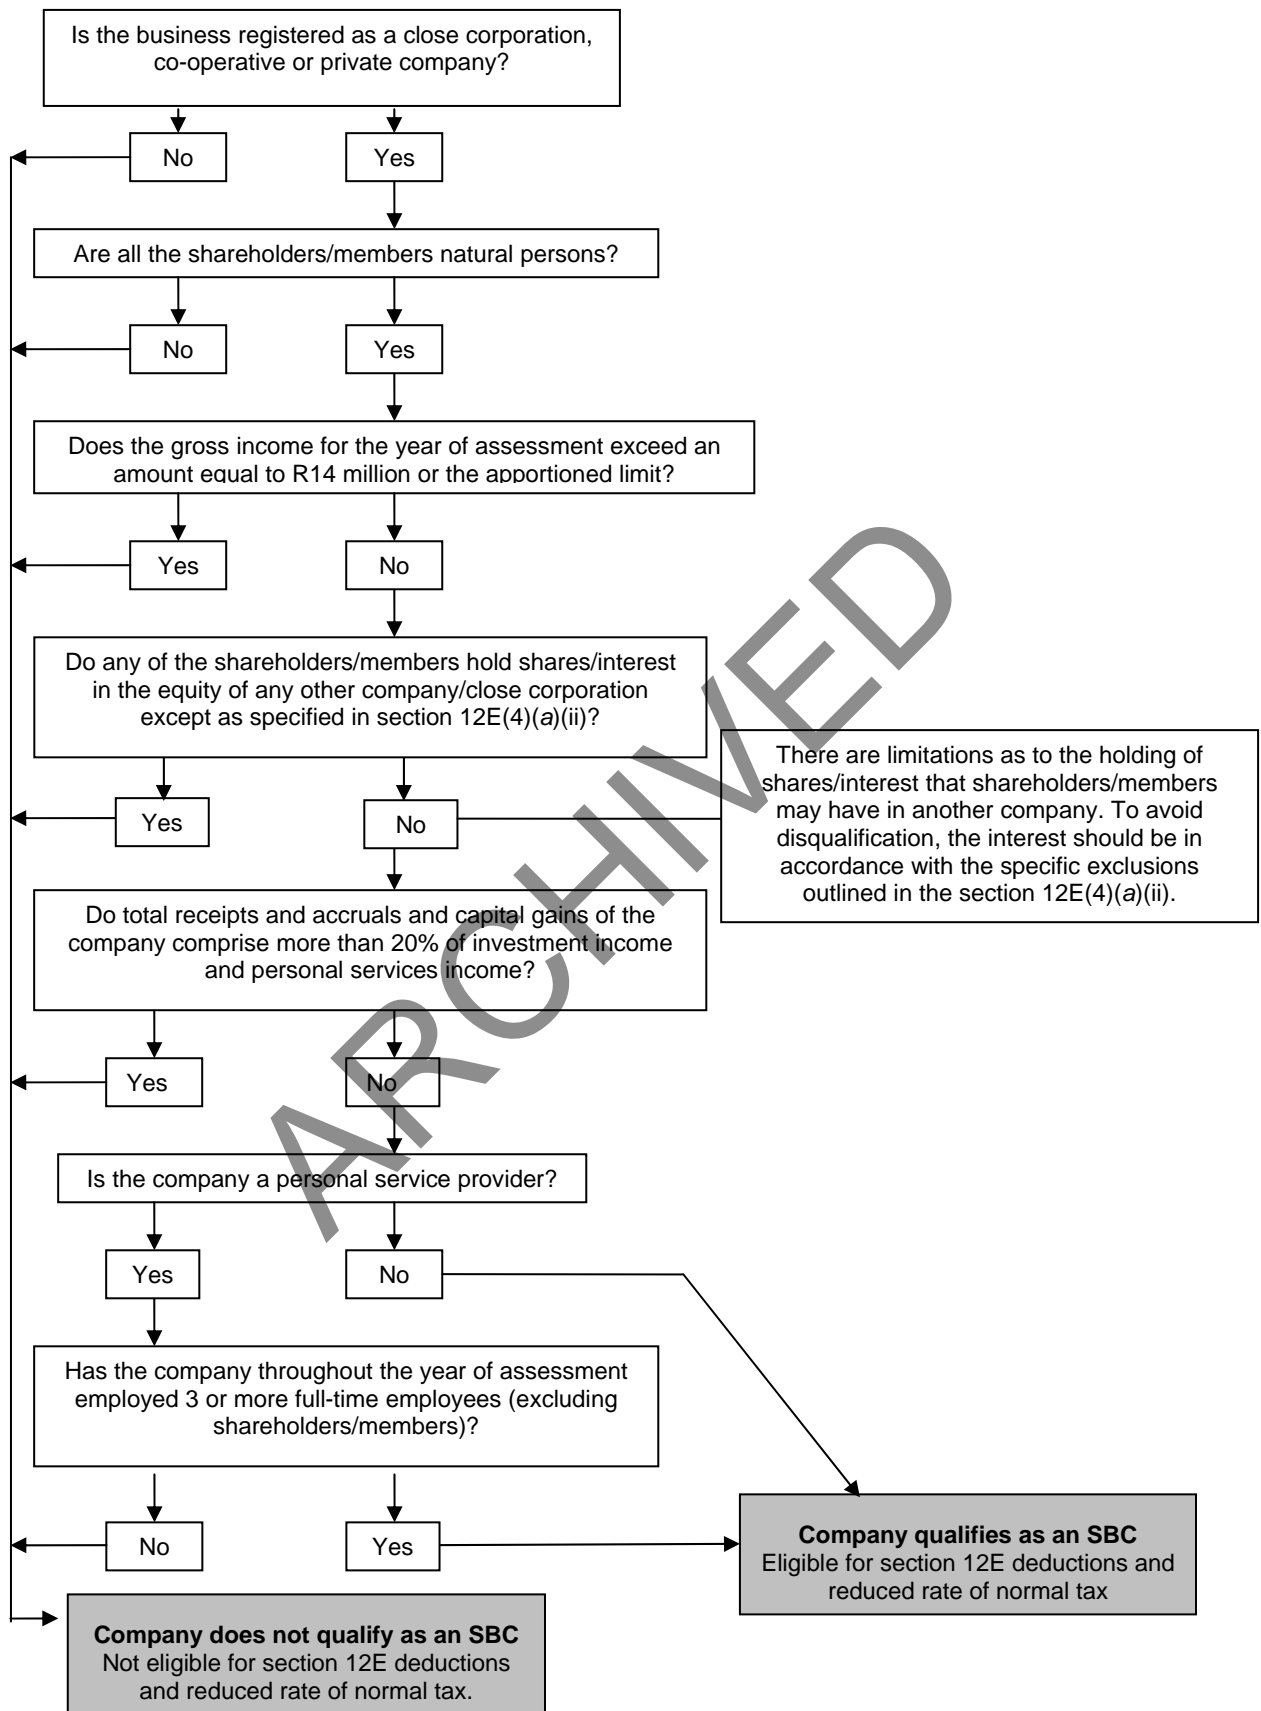 Is the business registered as a close corporation,
co-operative or private company?
No
Yes
Are all the shareholders/members natural persons?
No
Yes
Does the gross income for the year of assessment exceed an
amount equal to R14 million or the apportioned limit?
Yes
No
Do any of the shareholders/members hold shares/interest
in the equity of any other company/close corporation
except as specified in section 12E(4)(a)(ii)?
There are limitations as to the holding of
shares/interest that shareholders/members
may have in another company. To avoid
disqualification, the interest should be in
accordance with the specific exclusions
outlined in the section 12E(4)(a)(ii).
Yes
No
Do total receipts and accruals and capital gains of the
company comprise more than 20% of investment income
and personal services income?
Yes
No
Is the company a personal service provider?
Yes
No
Has the company throughout the year of assessment
employed 3 or more full-time employees (excluding
shareholders/members)?
No
Yes
Company qualifies as an SBC
Eligible for section 12E deductions and
reduced rate of normal tax
Company does not qualify as an SBC
Not eligible for section 12E deductions
and reduced rate of normal tax.
ARCHIVED